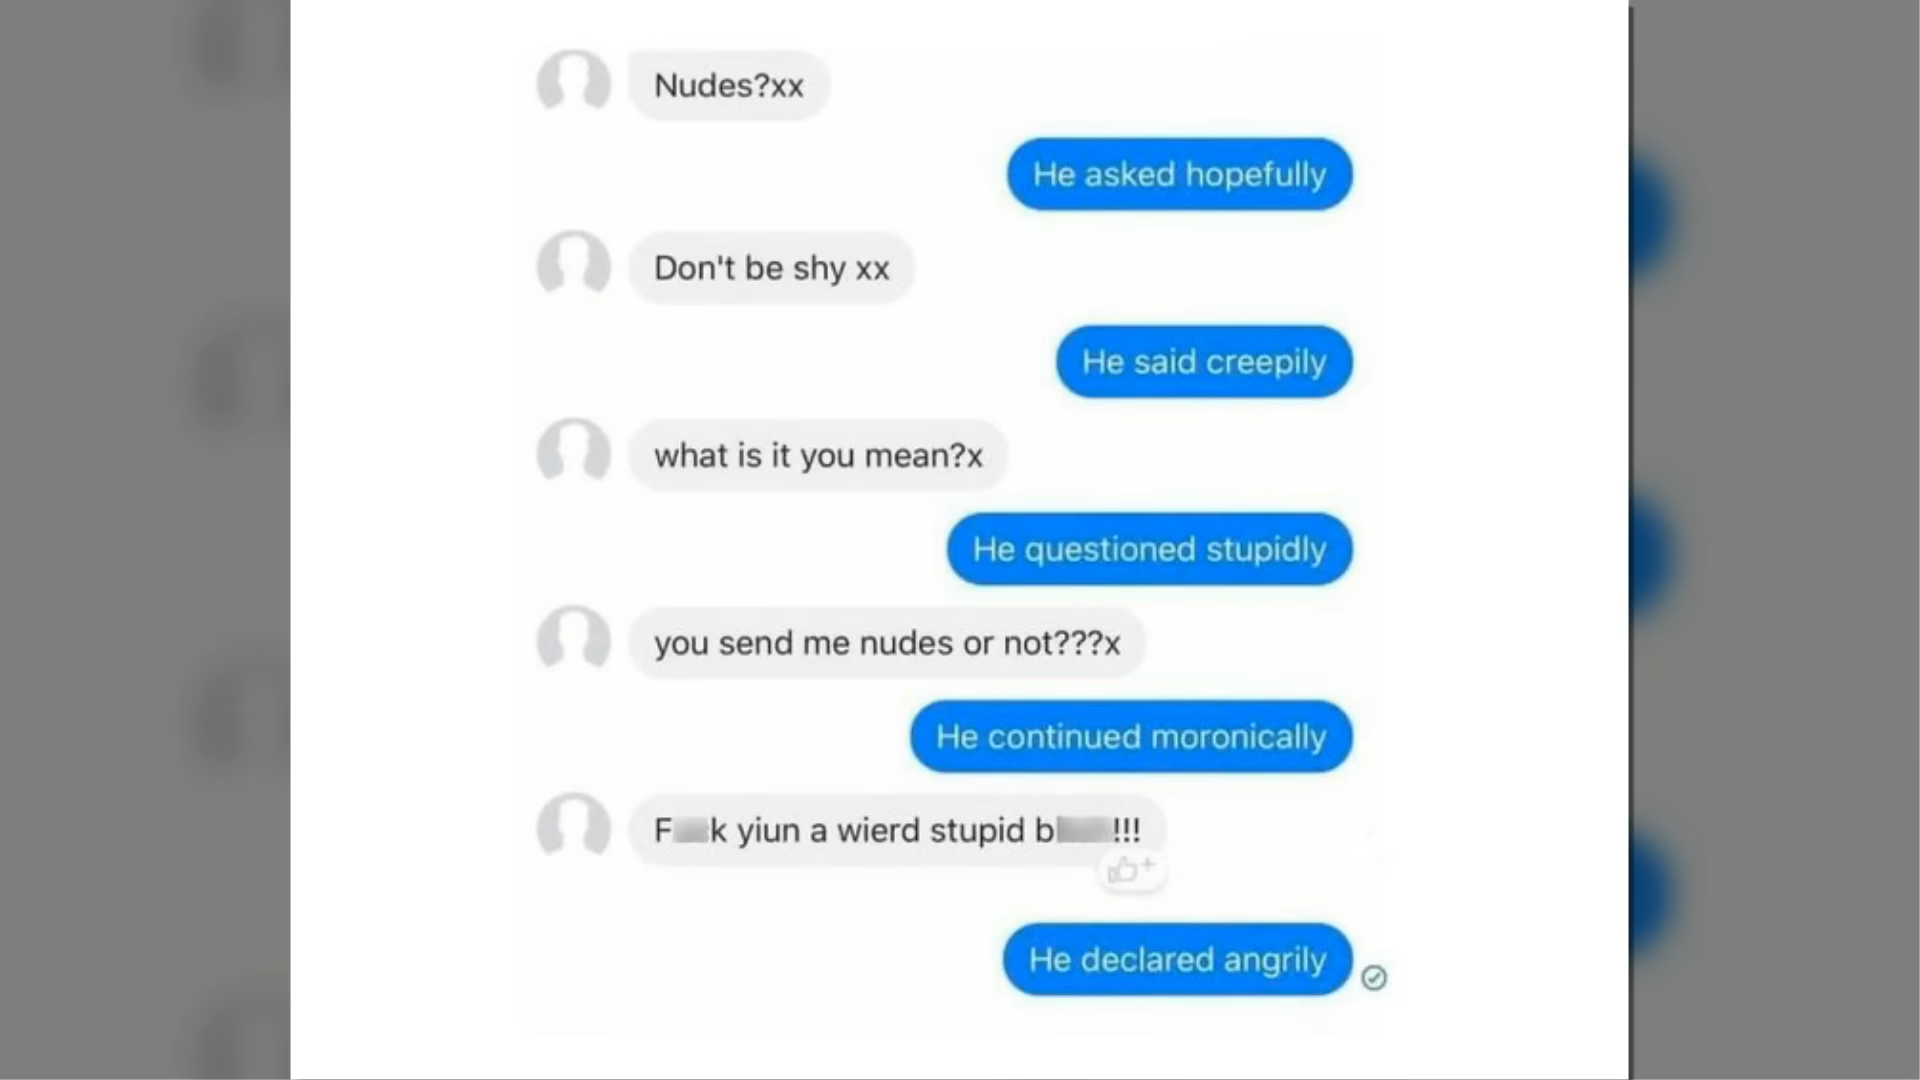 Nudes?xx
He asked hopefully
Don't be shy xx
He said creepily
what is it you mean?x
He questioned stupidly
you send me nudes or not???x
He continued moronically
F k yiun a wierd stupid b !!!
He declared angrily